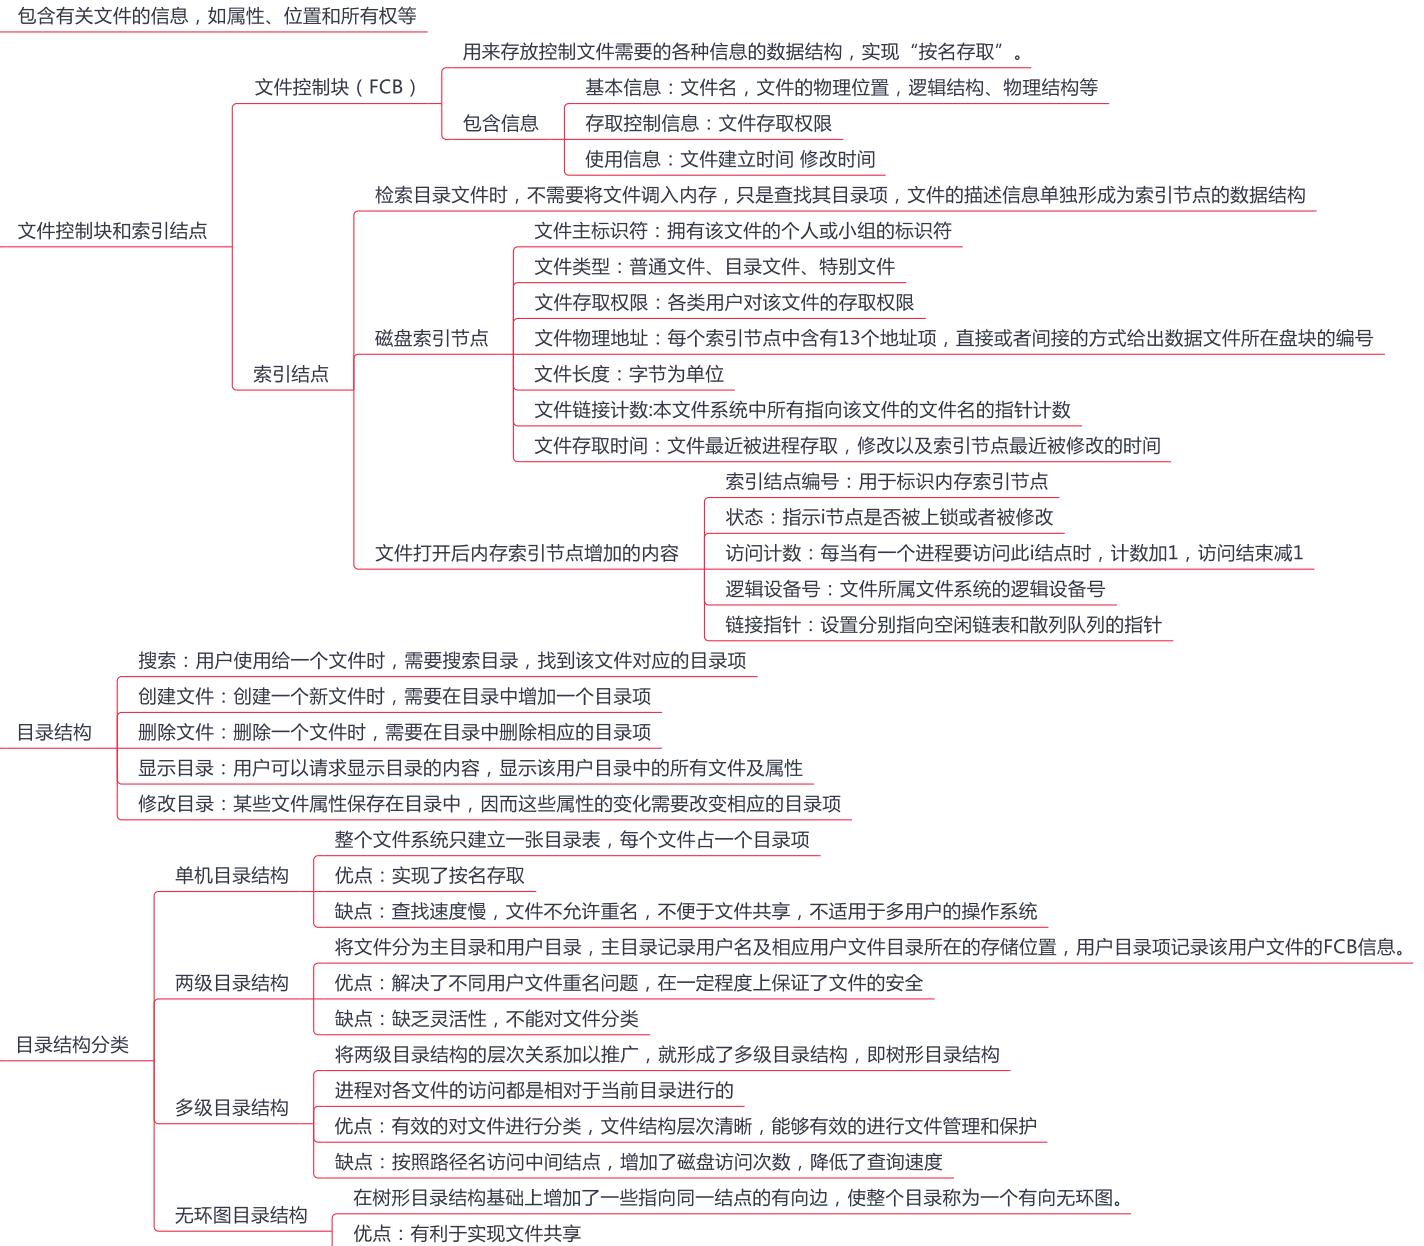 包含有关文件的信息，如属性、位置和所有权等
用来存放控制文件需要的各种信息的数据结构，实现“按名存取”。
文件控制块（FCB）
基本信息：文件名，文件的物理位置，逻辑结构、物理结构等
包含信息
存取控制信息：文件存取权限
使用信息：文件建立时间 修改时间
检索目录文件时，不需要将文件调入内存，只是查找其目录项，文件的描述信息单独形成为索引节点的数据结构
文件控制块和索引结点
文件主标识符：拥有该文件的个人或小组的标识符
文件类型：普通文件、目录文件、特别文件
文件存取权限：各类用户对该文件的存取权限
磁盘索引节点
文件物理地址：每个索引节点中含有13个地址项，直接或者间接的方式给出数据文件所在盘块的编号
索引结点
文件长度：字节为单位
文件链接计数:本文件系统中所有指向该文件的文件名的指针计数
文件存取时间：文件最近被进程存取，修改以及索引节点最近被修改的时间
索引结点编号：用于标识内存索引节点
状态：指示i节点是否被上锁或者被修改
文件打开后内存索引节点增加的内容
访问计数：每当有一个进程要访问此i结点时，计数加1，访问结束减1
逻辑设备号：文件所属文件系统的逻辑设备号
链接指针：设置分别指向空闲链表和散列队列的指针
搜索：用户使用给一个文件时，需要搜索目录，找到该文件对应的目录项
创建文件：创建一个新文件时，需要在目录中增加一个目录项
目录结构
删除文件：删除一个文件时，需要在目录中删除相应的目录项
显示目录：用户可以请求显示目录的内容，显示该用户目录中的所有文件及属性
修改目录：某些文件属性保存在目录中，因而这些属性的变化需要改变相应的目录项
整个文件系统只建立一张目录表，每个文件占一个目录项
单机目录结构
优点：实现了按名存取
缺点：查找速度慢，文件不允许重名，不便于文件共享，不适用于多用户的操作系统
将文件分为主目录和用户目录，主目录记录用户名及相应用户文件目录所在的存储位置，用户目录项记录该用户文件的FCB信息。
两级目录结构
优点：解决了不同用户文件重名问题，在一定程度上保证了文件的安全
缺点：缺乏灵活性，不能对文件分类
目录结构分类
将两级目录结构的层次关系加以推广，就形成了多级目录结构，即树形目录结构
进程对各文件的访问都是相对于当前目录进行的
多级目录结构
优点：有效的对文件进行分类，文件结构层次清晰，能够有效的进行文件管理和保护
缺点：按照路径名访问中间结点，增加了磁盘访问次数，降低了查询速度
在树形目录结构基础上增加了一些指向同一结点的有向边，使整个目录称为一个有向无环图。
无环图目录结构
优点：有利于实现文件共享